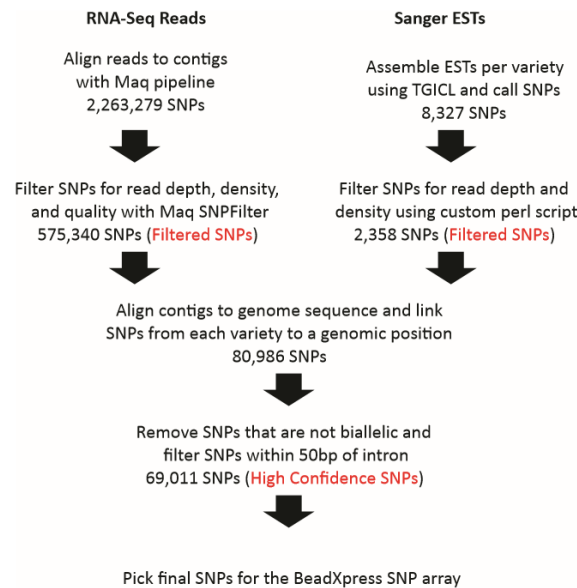 RNA-Seq Reads
Align reads to contigs
with Maq pipeline
2,263,279 SNPs
Filter SNPs for read depth, density,
and quality with Maq SNPFilter
575,340 SNPs (Filtered SNPs)
Sanger ESTs
Assemble ESTs per variety
using TGICL and call SNPs
8,327 SNPs
Filter SNPs for read depth and
density using custom perl script
2,358 SNPs (Filtered SNPs)
Align contigs to genome sequence and link
SNPs from each variety to a genomic position
80,986 SNPs
Remove SNPs that are not biallelic and
filter SNPs within 50bp of intron
69,011 SNPs (High Confidence SNPs)
Pick final SNPs for the BeadXpress SNP array